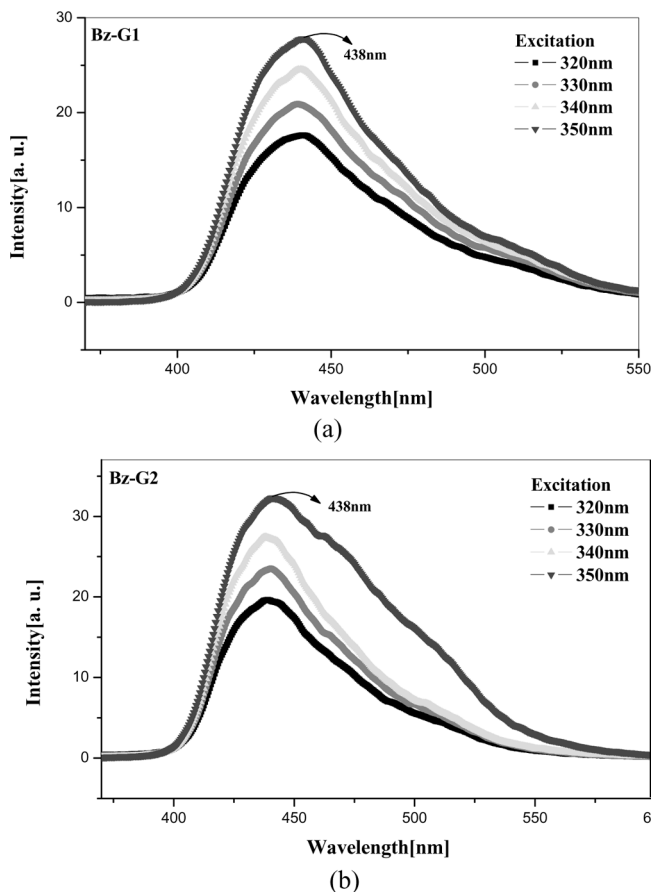 Bz-G1
438nm
Excitation
320nm
330nm
340nm
350nm
30
20
10
0
Intensity[a. u.]
400
450
500
550
Wavelength[nm]
(a)
Bz-G2
438nm
Excitation
320nm
330nm
340nm
350nm
30
20
10
0
Intensity[a. u.]
400
450
500
550
6
Wavelength[nm]
(b)